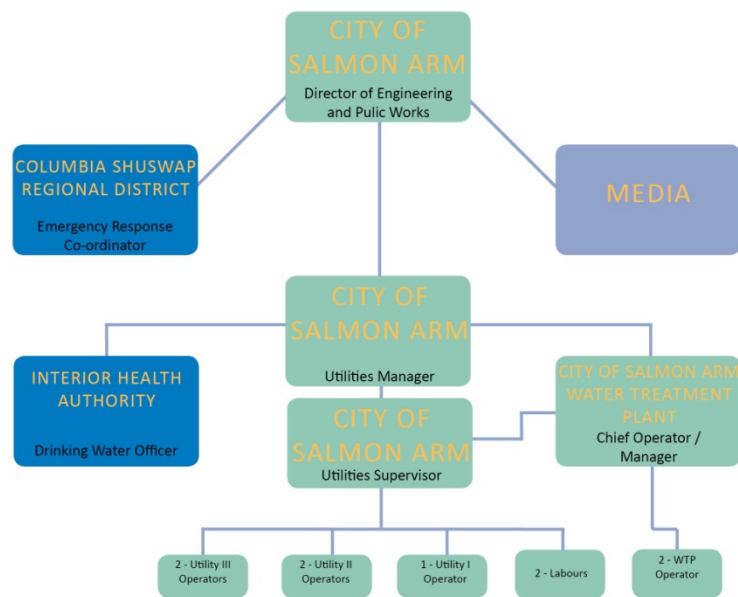 CITY OF
SALMON ARM
Director of Engineering
and Pulic Works
COLUMBIA SHUSWAP
REGIONAL DISTRICT
Emergency Response
Co-ordinator
MEDIA
CITY OF
SALMON ARM
Utilities Manager
INTERIOR HEALTH
AUTHORITY
Drinking Water Officer
CITY OF
SALMON ARM
Utilities Supervisor
CITY OF SALMON ARM
WATER TREATMENT
PLANT
Chief Operator /
Manager
2 - Utility III
Operators
2 - Utility II
Operators
1 - Utility I
Operator
2 - Labours
2 - WTP
Operator